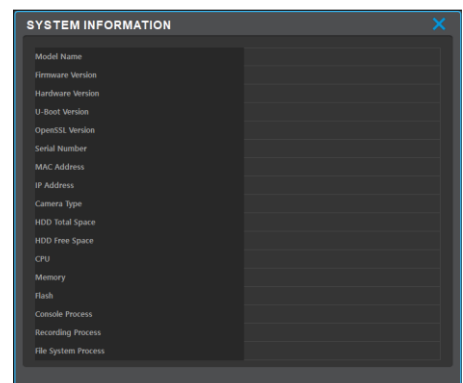 SYSTEM INFORMATION
Model Name
Firmware Version
Hardware Version
U-Boot Version
OpenSSL Version
Serial Number
MAC Address
IP Address
Camera Type
HDD Total Space
HDD Free Space
CPU
Memory
Flash
Console Process
Recording Process
File System Process